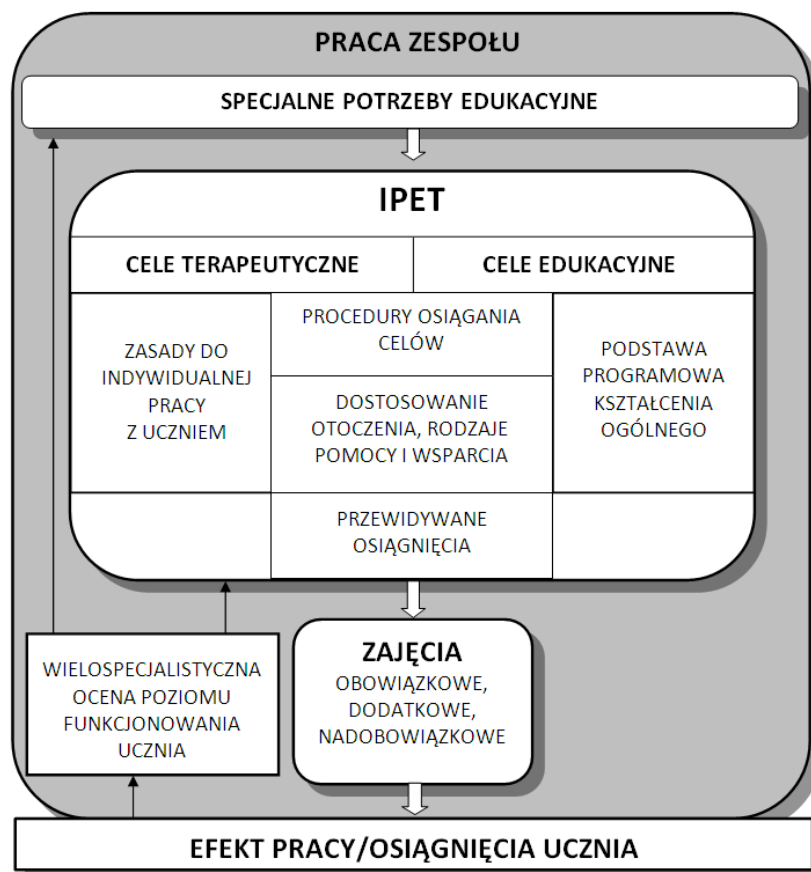 PRACA ZESPOŁU
SPECJALNE POTRZEBY EDUKACYJNE
IPET
CELE TERAPEUTYCZNE
CELE EDUKACYJNE
ZASADY DO
INDYWIDUALNEJ
PRACY
Z UCZNIEM
PROCEDURY OSIĄGANIA
CELÓW
DOSTOSOWANIE
OTOCZENIA, RODZAJE
POMOCY I WSPARCIA
PODSTAWA
PROGRAMOWA
KSZTAŁCENIA
OGÓLNEGO
PRZEWIDYWANE
OSIĄGNIĘCIA
WIELOSPECJALISTYCZNA
OCENA POZIOMU
FUNKCJONOWANIA
UCZNIA
ZAJĘCIA
OBOWIĄZKOWE,
DODATKOWE,
NADOBOWIĄZKOWE
EFEKT PRACY/OSIĄGNIĘCIA UCZNIA